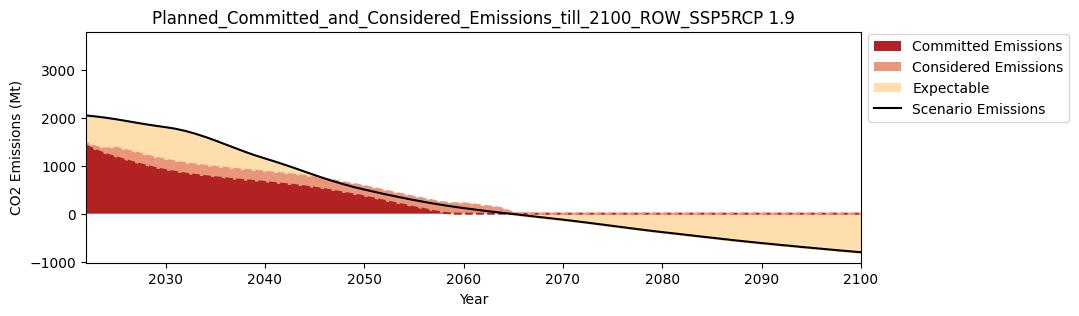 Planned_Committed_and_Considered_Emissions_till_2100_ROW_SSP5RCP 1.9
CO2 Emissions (Mt)
3000
2000
1000
0
−1000
2030
2040
2050
2060
2070
2080
2090
2100
Year
Committed Emissions
Considered Emissions
Expectable
Scenario Emissions